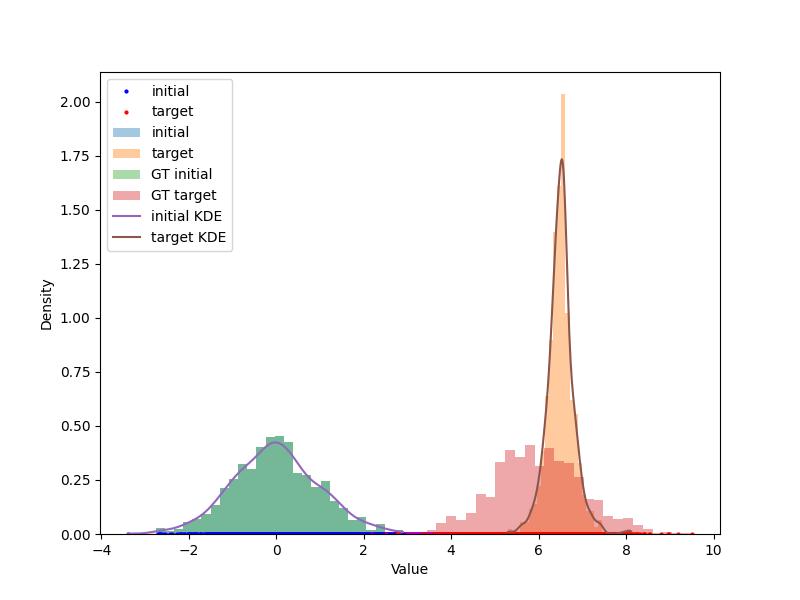 initial
target
initial
target
GT initial
GT target
initial KDE
target KDE
2.00
1.75
1.50
1.25
1.00
0.75
0.50
0.25
0.00
Density
−4
−2
0
2
4
6
8
10
Value